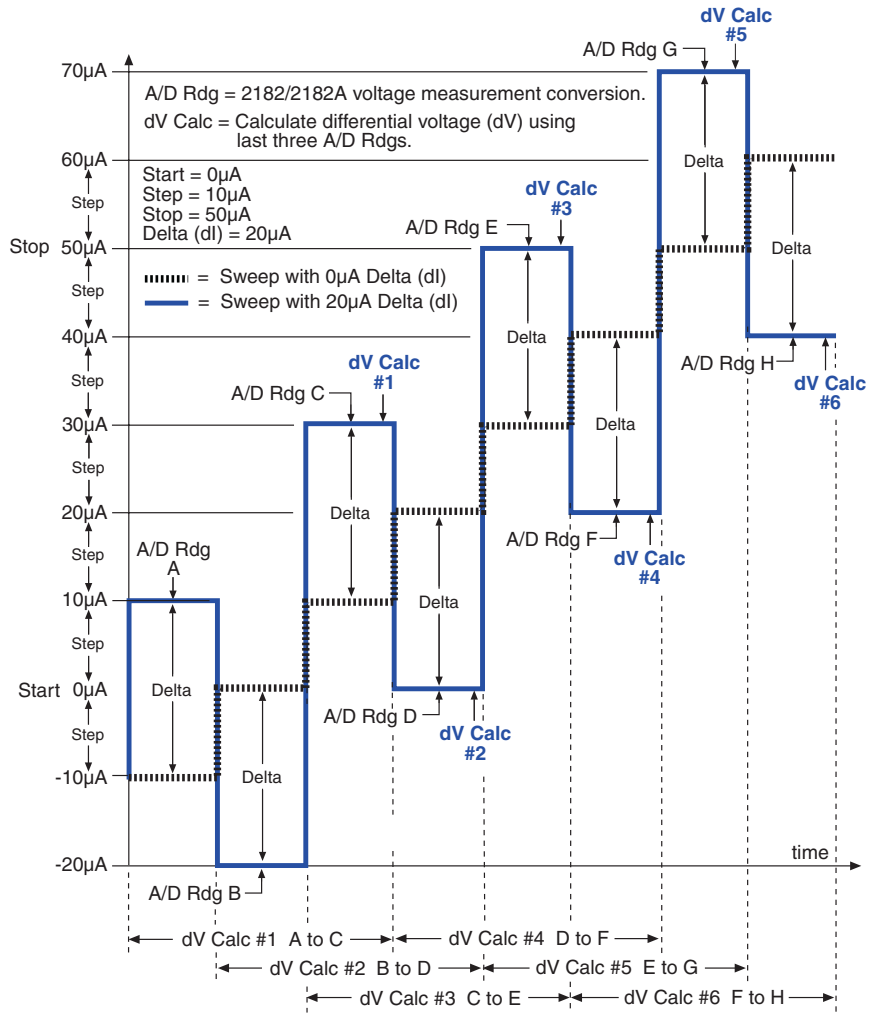 dV Calc
#5
A/D Rdg G
70µA
A/D Rdg = 2182/2182A voltage measurement conversion.
dV Calc = Calculate differential voltage (dV) using
last three A/D Rdgs.
60µA
Delta
Start = 0µA
Step = 10µA
Stop = 50µA
Delta (dI) = 20µA
Step
dV Calc
#3
A/D Rdg E
Stop 50µA
Delta
= Sweep with 0µA Delta (dI)
= Sweep with 20µA Delta (dI)
Step
40µA
Delta
dV Calc
#1
A/D Rdg H
dV Calc
#6
Step
A/D Rdg C
30µA
Delta
Step
20µA
Delta
A/D Rdg F
dV Calc
#4
Step
A/D Rdg
A
10µA
Delta
Step
Start 0µA
Delta
A/D Rdg D
dV Calc
#2
Step
-10µA
Delta
time
-20µA
A/D Rdg B
dV Calc #1 A to C
dV Calc #4 D to F
dV Calc #2 B to D
dV Calc #5 E to G
dV Calc #3 C to E
dV Calc #6 F to H